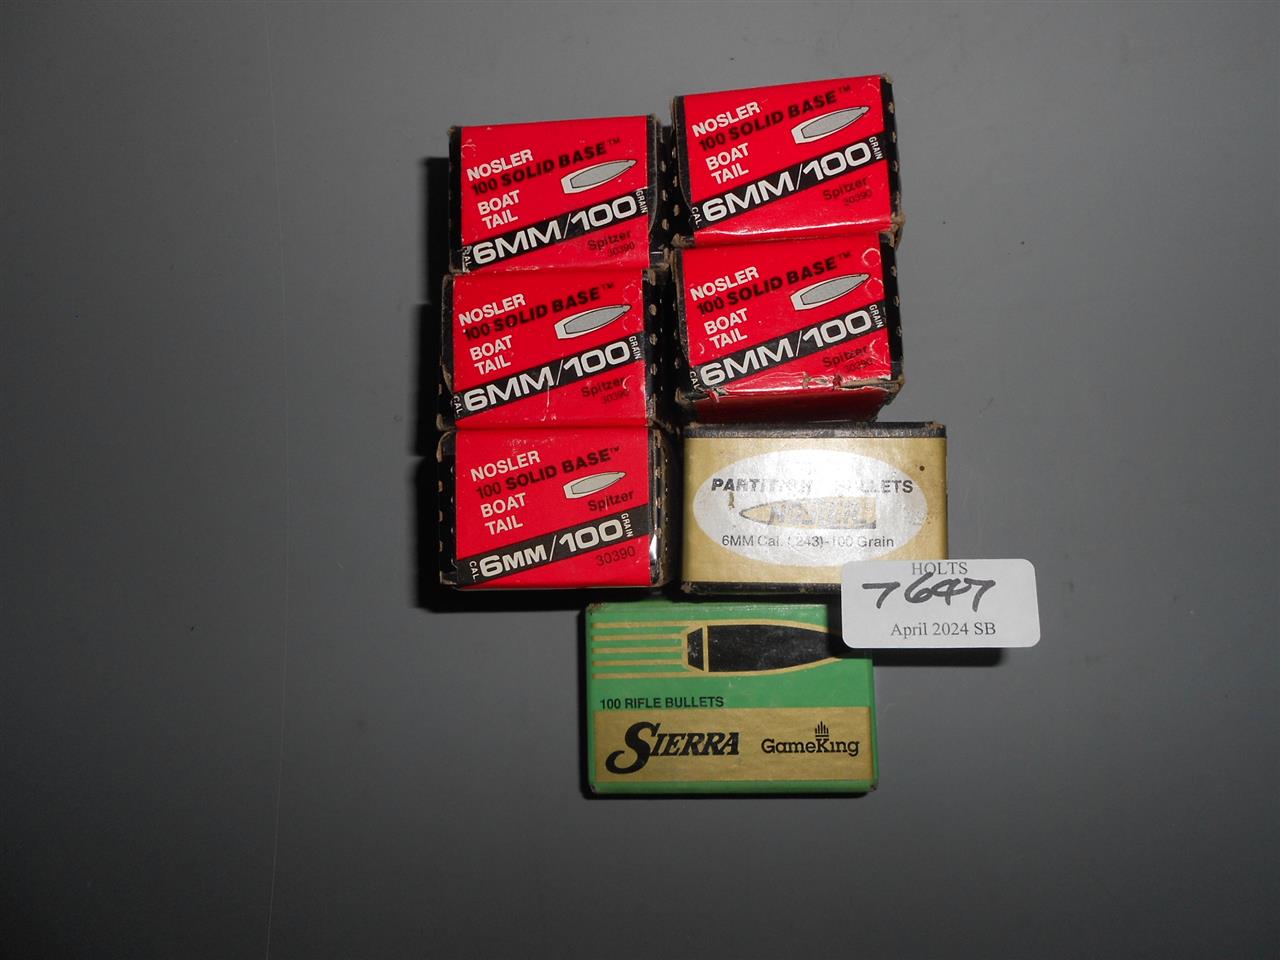 NOSLER
100 SOLID BASE™
BOAT
TAIL
CAL. 6MM/100 GRAIN
Spitzer
30390
NOSLER
100 SOLID BASE™
BOAT
TAIL
CAL. 6MM/100 GRAIN
Spitzer
30390
NOSLER
100 SOLID BASE™
BOAT
TAIL
CAL. 6MM/100 GRAIN
Spitzer
30390
NOSLER
100 SOLID BASE™
BOAT
TAIL
CAL. 6MM/100 GRAIN
Spitzer
30390
NOSLER
100 SOLID BASE™
BOAT
TAIL
Spitzer
CAL. 6MM/100 GRAIN
30390
PARTITION
6MM Cal. (.243)-100 Grain
HOLTS
7647
April 2024 SB
100 RIFLE BULLETS
SIERRA GameKing